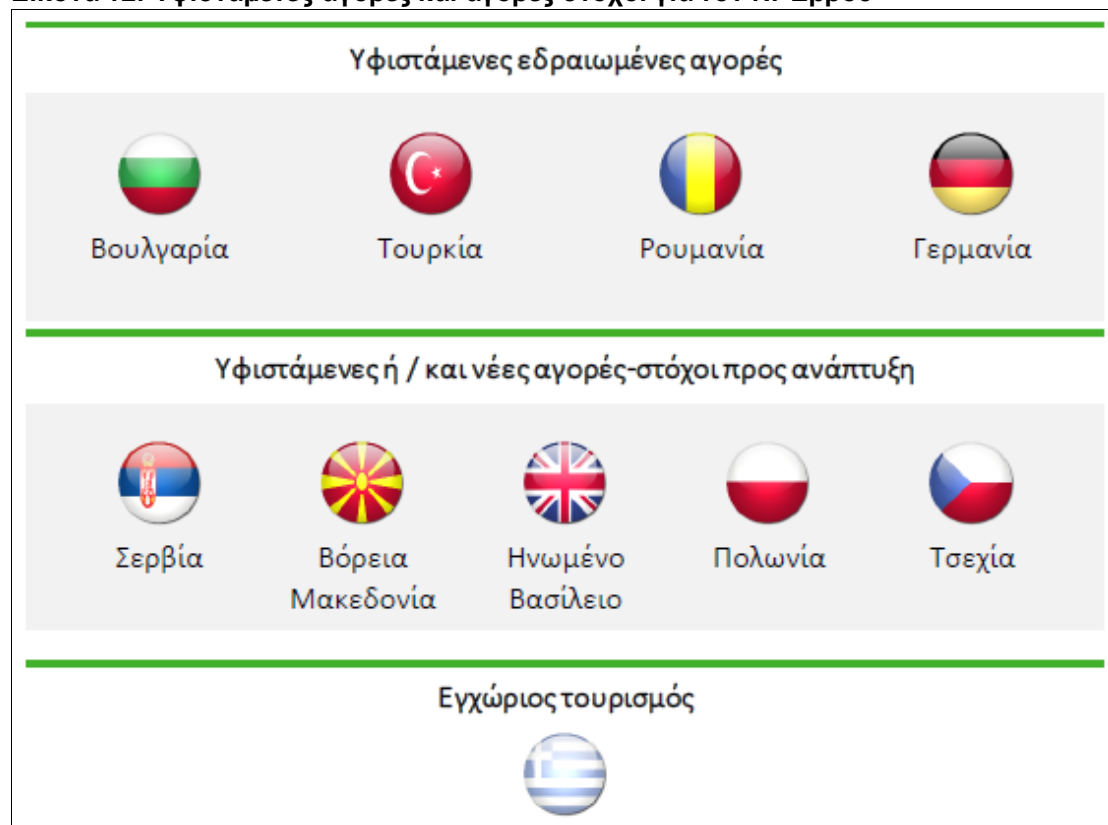 Υφιστάμενες εδραιωμένες αγορές
Βουλγαρία Τουρκία Ρουμανία Γερμανία
Υφιστάμενες ή / και νέες αγορές-στόχοι προς ανάπτυξη
Σερβία Βόρεια Μακεδονία Ηνωμένο Βασίλειο Πολωνία Τσεχία
Εγχώριος τουρισμός